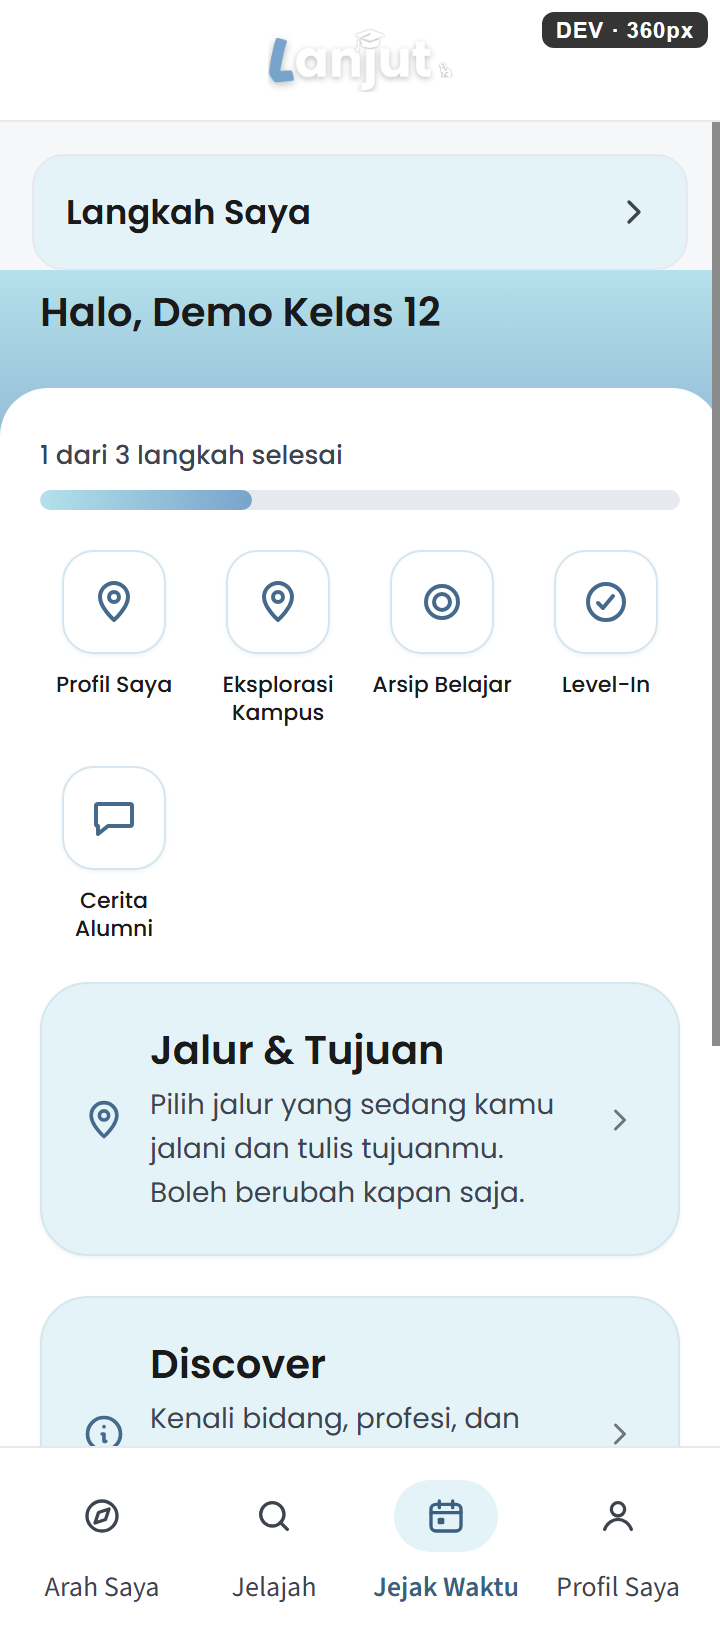 Lanjut
DEV · 360px
Langkah Saya
Halo, Demo Kelas 12
1 dari 3 langkah selesai
Profil Saya
Eksplorasi
Kampus
Arsip Belajar
Level-In
Cerita
Alumni
Jalur & Tujuan
Pilih jalur yang sedang kamu
jalani dan tulis tujuanmu.
Boleh berubah kapan saja.
Discover
Kenali bidang, profesi, dan
Arah Saya
Jelajah
Jejak Waktu
Profil Saya